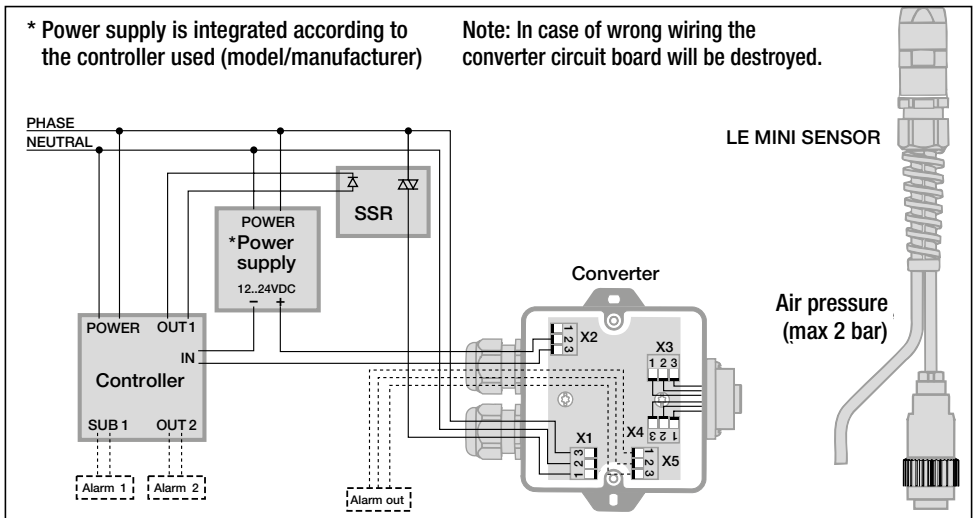 * Power supply is integrated according to
the controller used (model/manufacturer)
Note: In case of wrong wiring the
converter circuit board will be destroyed.
PHASE
NEUTRAL
LE MINI SENSOR
SSR
POWER
*Power
supply
12..24VDC
– +
Converter
Air pressure
(max 2 bar)
POWER OUT1
IN
Controller
SUB 1 OUT 2
Alarm 1
Alarm 2
Alarm out
1
2
3
X2
X3
1 2 3
X4
3 2 1
X1
3
2
1
X5
1
2
3